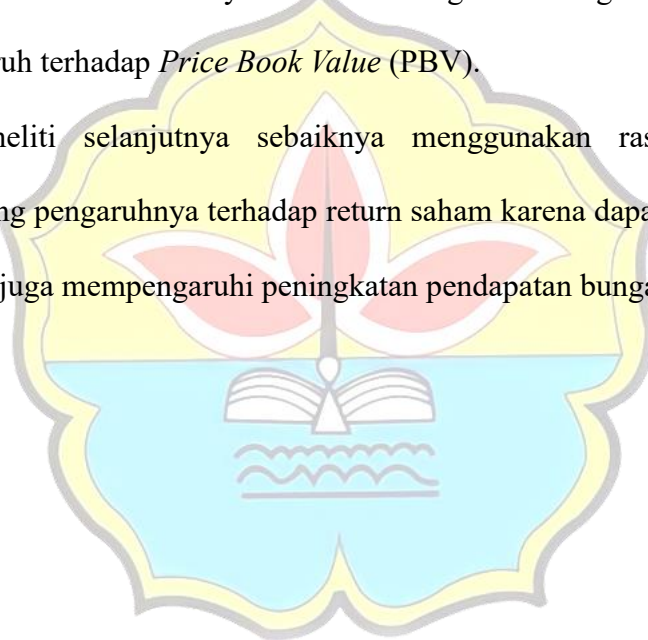 ruh terhadap Price Book Value (PBV).
neliti selanjutnya sebaiknya menggunakan ras
ng pengaruhnya terhadap return saham karena dapa
juga mempengaruhi peningkatan pendapatan bunga